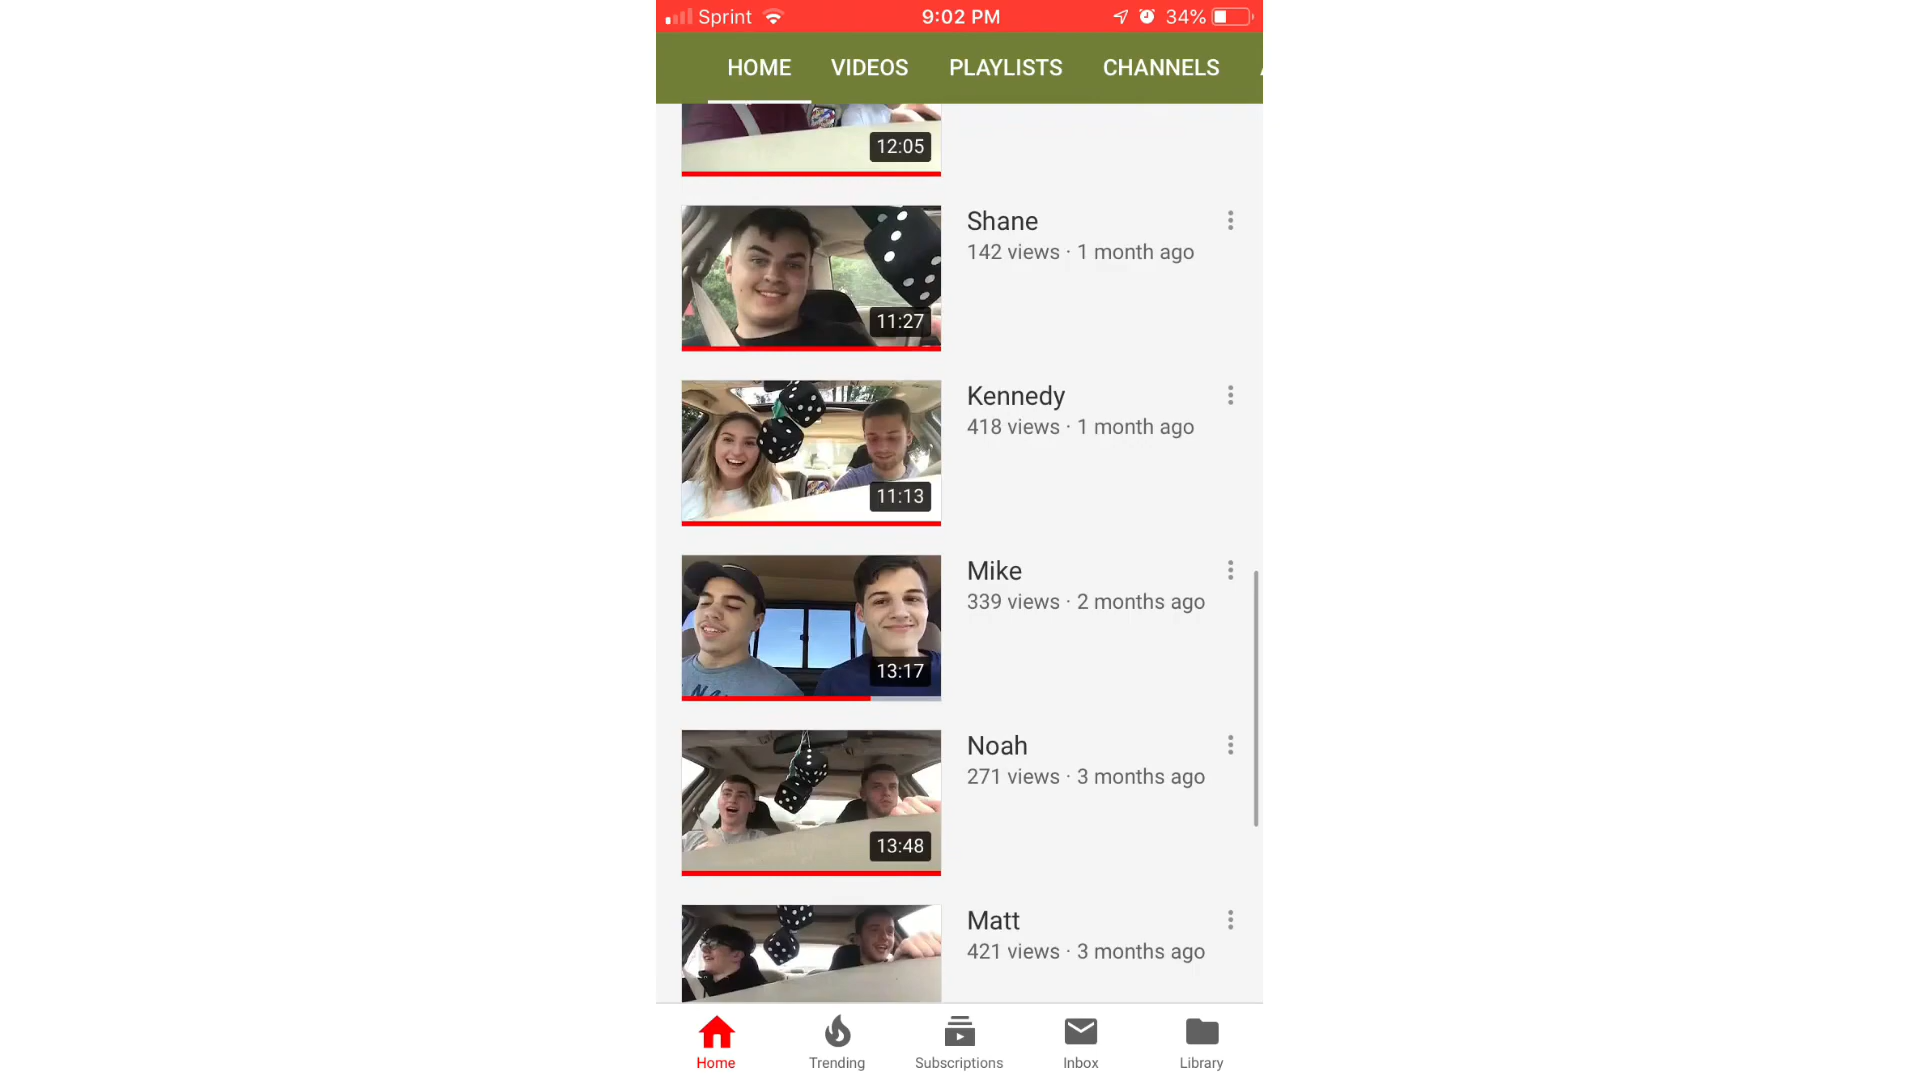 Sprint 9:02 PM 34%
HOME VIDEOS PLAYLISTS CHANNELS
12:05
Shane
142 views · 1 month ago
11:27
Kennedy
418 views · 1 month ago
11:13
Mike
339 views · 2 months ago
13:17
Noah
271 views · 3 months ago
13:48
Matt
421 views · 3 months ago
Home Trending Subscriptions Inbox Library